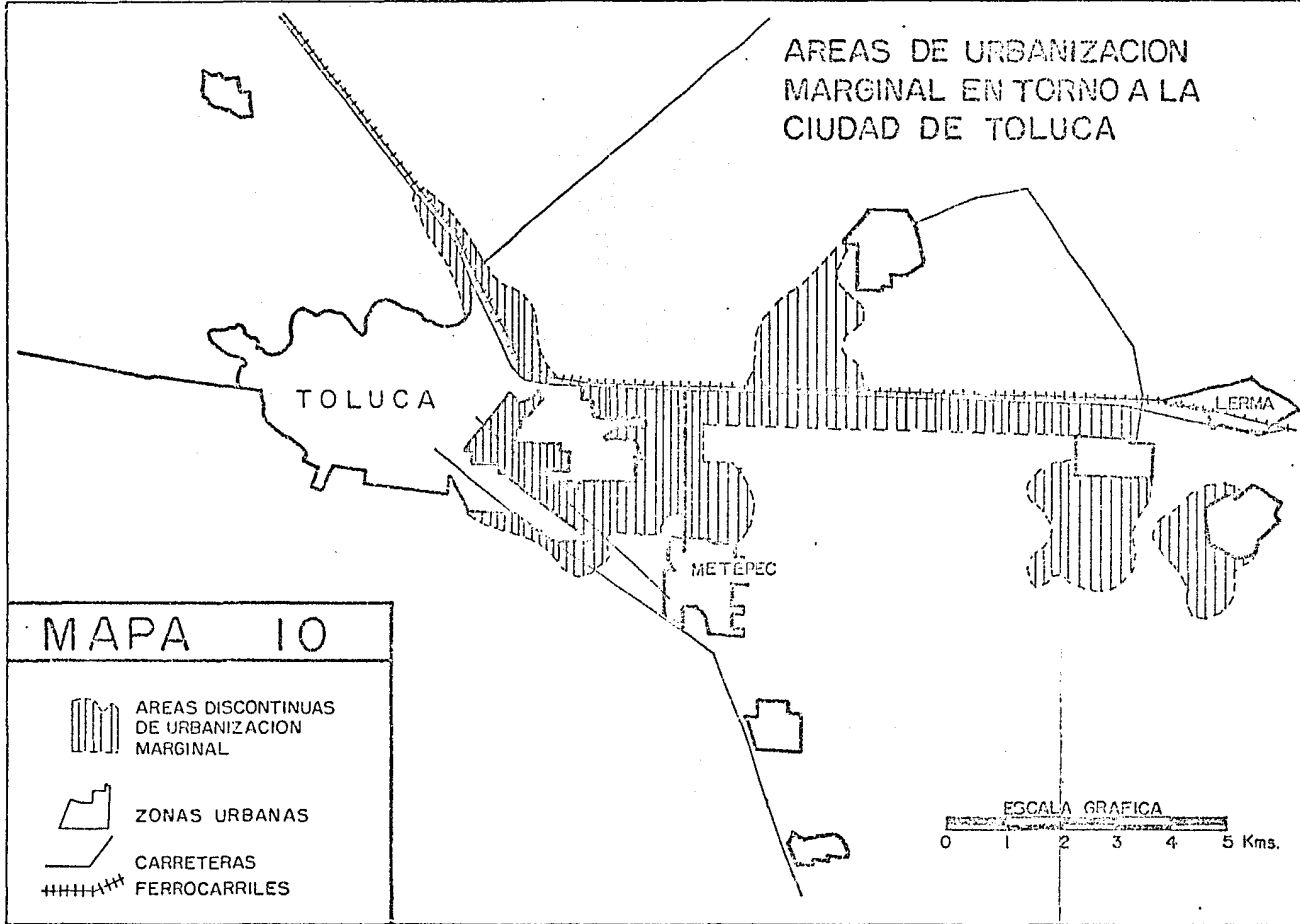 AREAS DE URBANIZACION
MARGINAL EN TORNO A LA
CIUDAD DE TOLUCA
TOLUCA
LERMA
METEPEC
MAPA 10
AREAS DISCONTINUAS
DE URBANIZACION
MARGINAL
ZONAS URBANAS
CARRETERAS
FERROCARRILES
ESCALA GRAFICA
0 1 2 3 4 5 Kms.